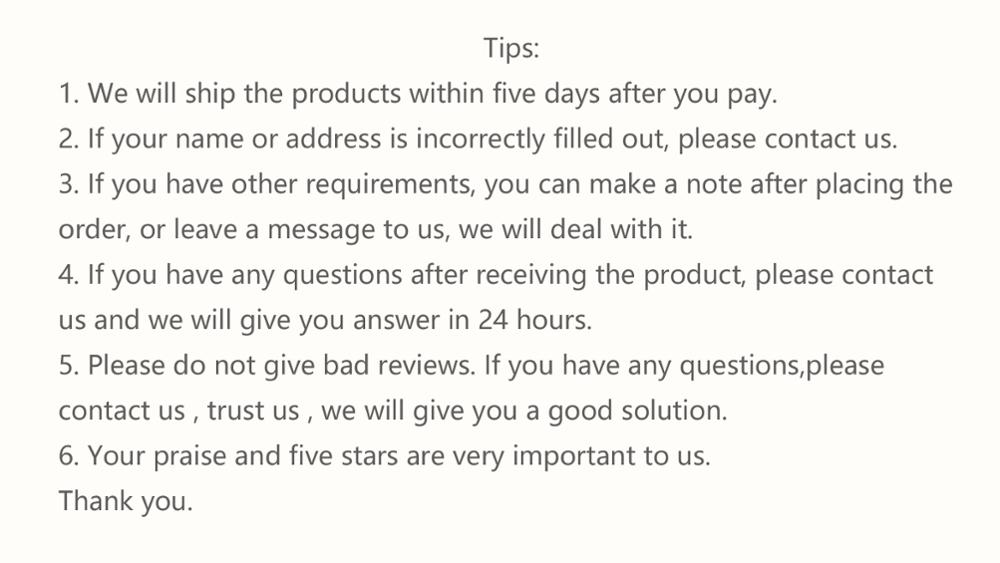 Tips:
1. We will ship the products within five days after you pay.
2. If your name or address is incorrectly filled out, please contact us.
3. If you have other requirements, you can make a note after placing the
order, or leave a message to us, we will deal with it.
4. If you have any questions after receiving the product, please contact
us and we will give you answer in 24 hours.
5. Please do not give bad reviews. If you have any questions,please
contact us , trust us , we will give you a good solution.
6. Your praise and five stars are very important to us.
Thank you.